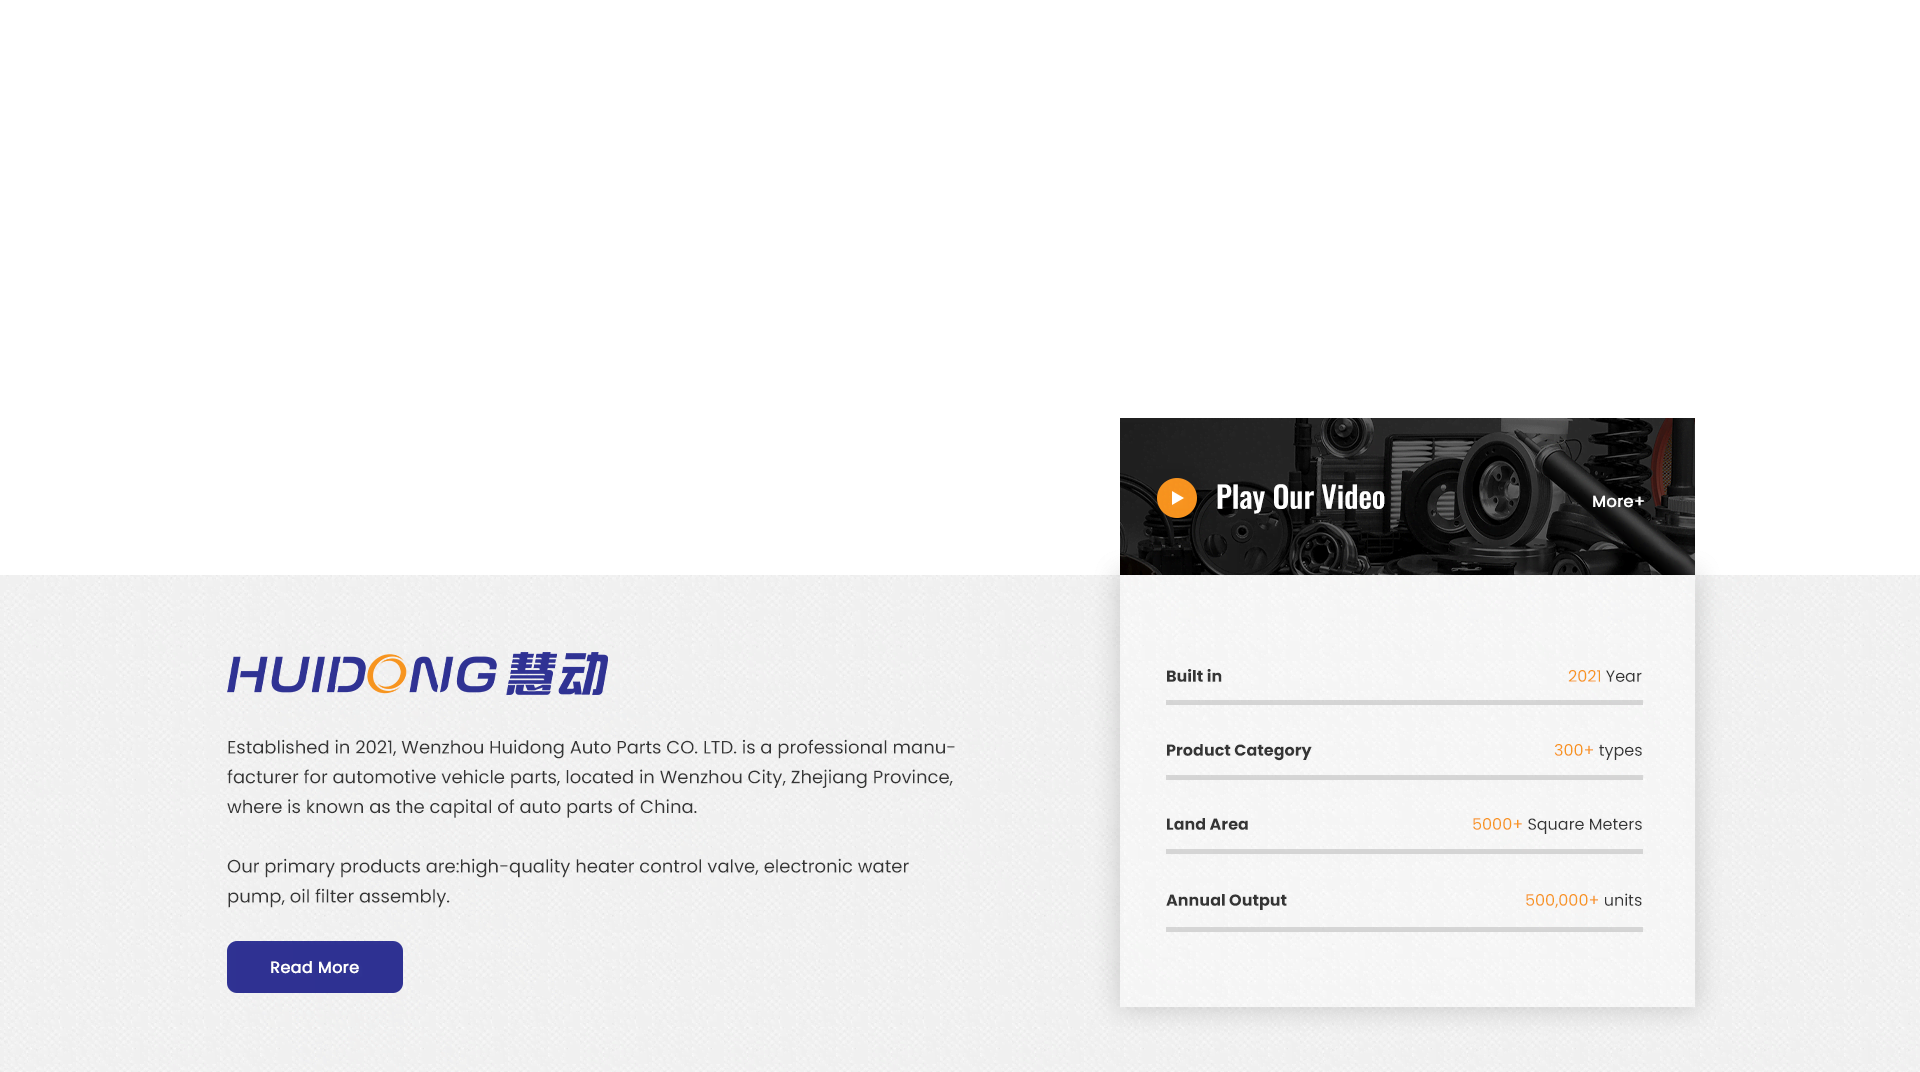 Play Our Video
More+
HUIDONG 慧动
Established in 2021, Wenzhou Huidong Auto Parts CO. LTD. is a professional manu-
facturer for automotive vehicle parts, located in Wenzhou City, Zhejiang Province,
where is known as the capital of auto parts of China.
Our primary products are:high-quality heater control valve, electronic water
pump, oil filter assembly.
Read More
Built in 2021 Year
Product Category 300+ types
Land Area 5000+ Square Meters
Annual Output 500,000+ units